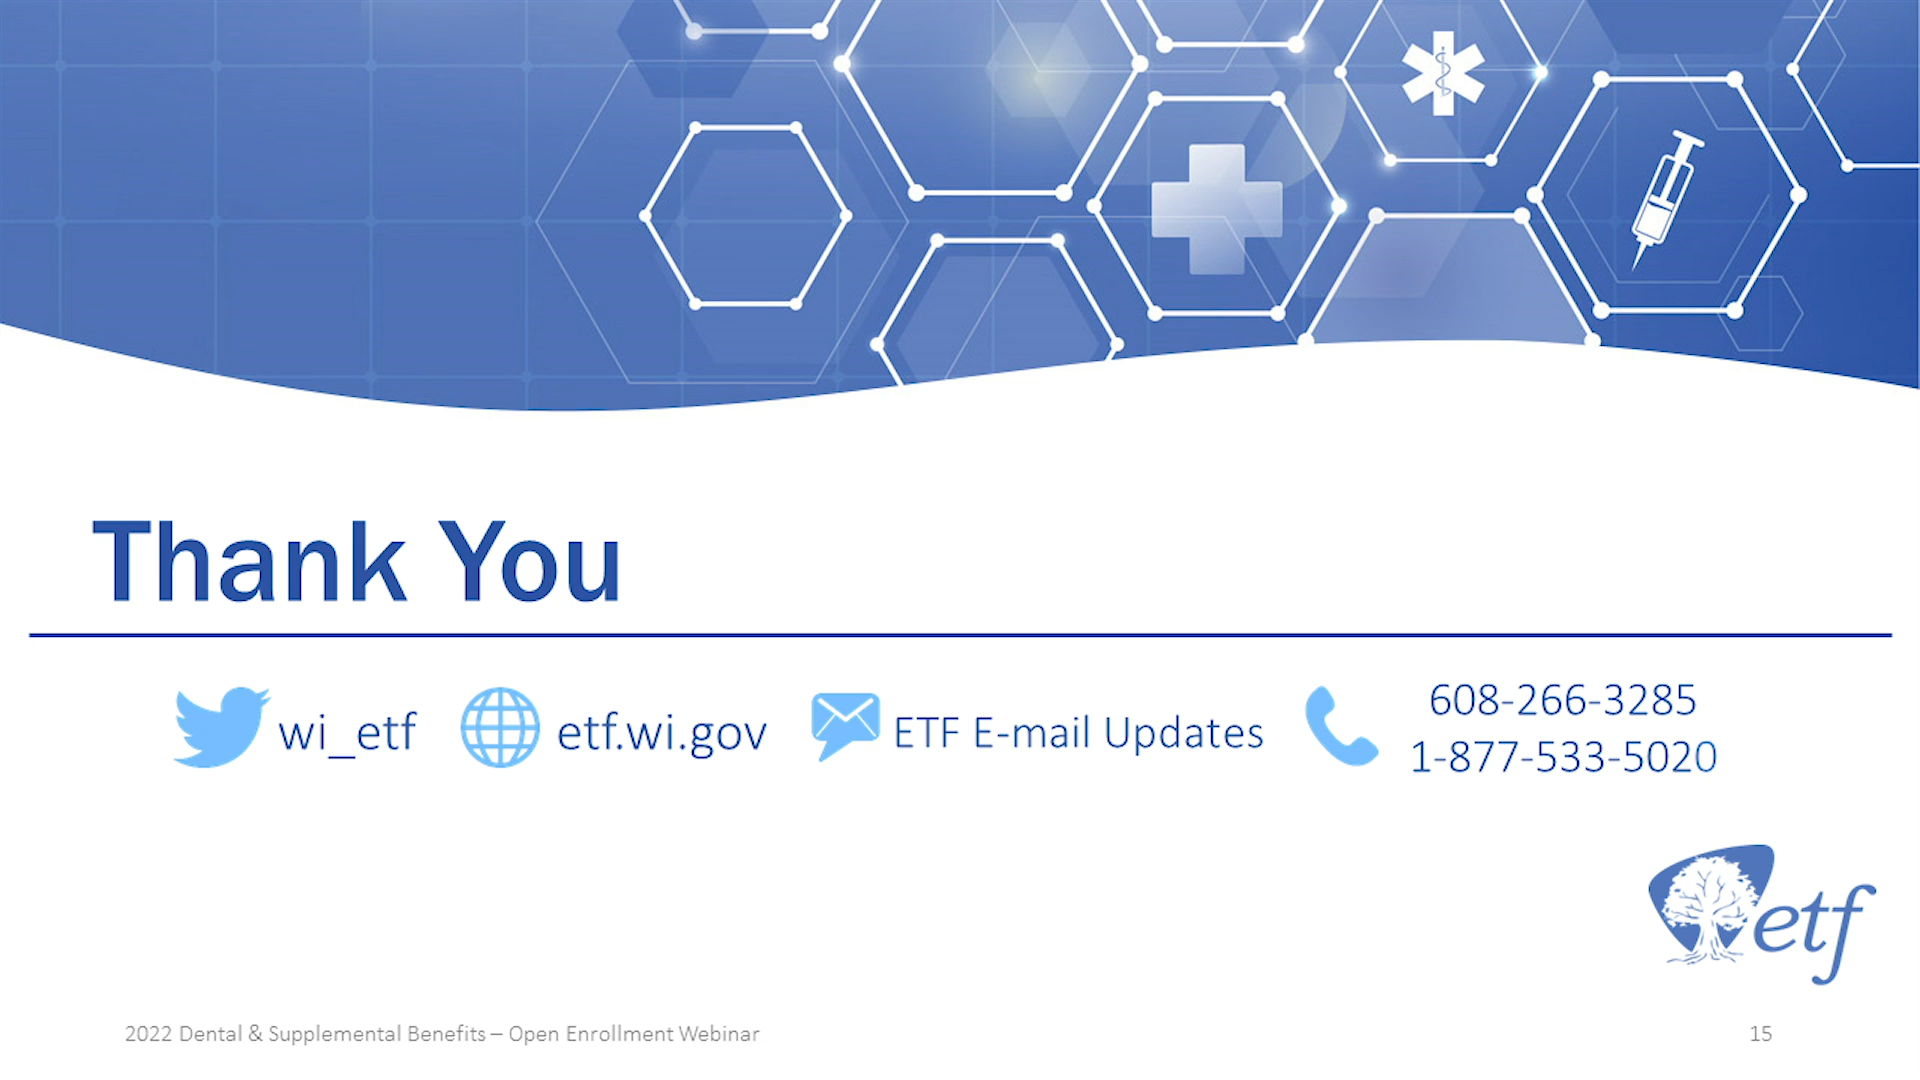 Thank You
wi_etf
etf.wi.gov
ETF E-mail Updates
608-266-3285
1-877-533-5020
etf
2022 Dental & Supplemental Benefits – Open Enrollment Webinar
15